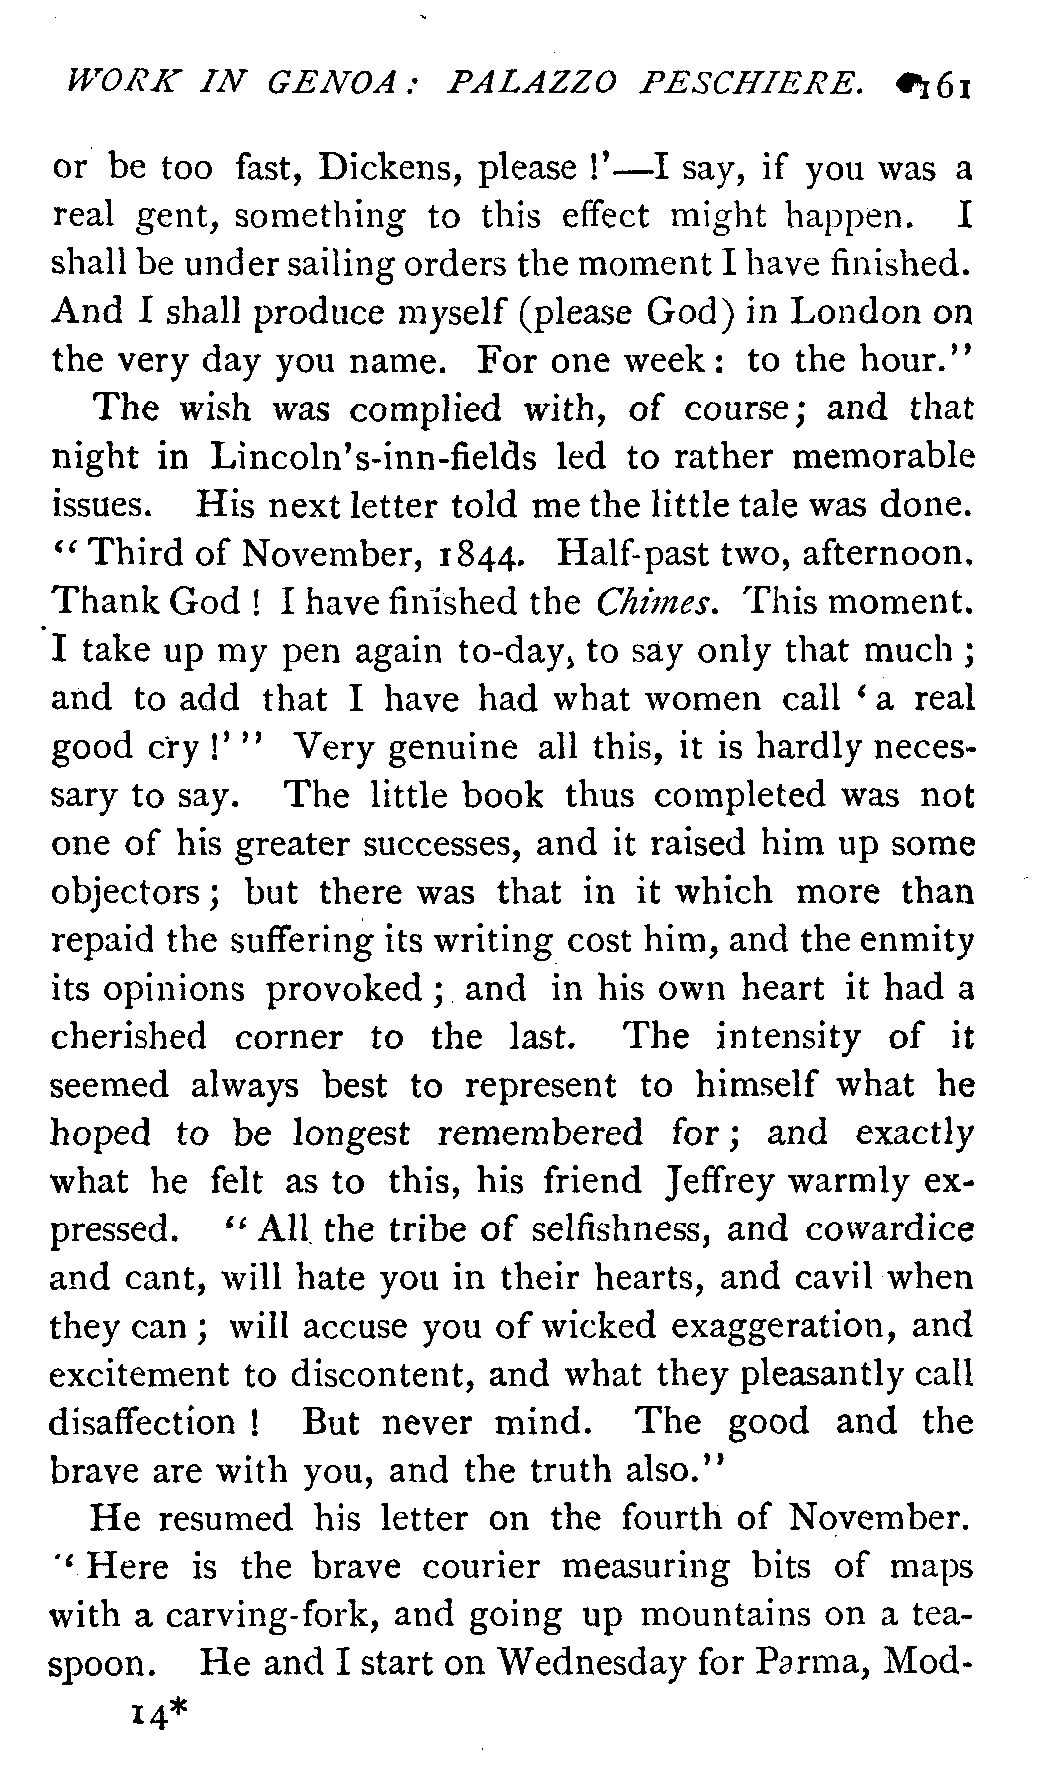 WORK IN GENOA: PALAZZO PESCHIERE. 161
or be too fast, Dickens, please!'—I say, if you was a
real gent, something to this effect might happen. I
shall be under sailing orders the moment I have finished.
And I shall produce myself (please God) in London on
the very day you name. For one week: to the hour."
The wish was complied with, of course; and that
night in Lincoln's-inn-fields led to rather memorable
issues. His next letter told me the little tale was done.
"Third of November, 1844. Half-past two, afternoon.
Thank God! I have finished the Chimes. This moment.
I take up my pen again to-day, to say only that much;
and to add that I have had what women call 'a real
good cry!'" Very genuine all this, it is hardly neces-
sary to say. The little book thus completed was not
one of his greater successes, and it raised him up some
objectors; but there was that in it which more than
repaid the suffering its writing cost him, and the enmity
its opinions provoked; and in his own heart it had a
cherished corner to the last. The intensity of it
seemed always best to represent to himself what he
hoped to be longest remembered for; and exactly
what he felt as to this, his friend Jeffrey warmly ex-
pressed. "All the tribe of selfishness, and cowardice
and cant, will hate you in their hearts, and cavil when
they can; will accuse you of wicked exaggeration, and
excitement to discontent, and what they pleasantly call
disaffection! But never mind. The good and the
brave are with you, and the truth also."
He resumed his letter on the fourth of November.
"Here is the brave courier measuring bits of maps
with a carving-fork, and going up mountains on a tea-
spoon. He and I start on Wednesday for Parma, Mod-
14*